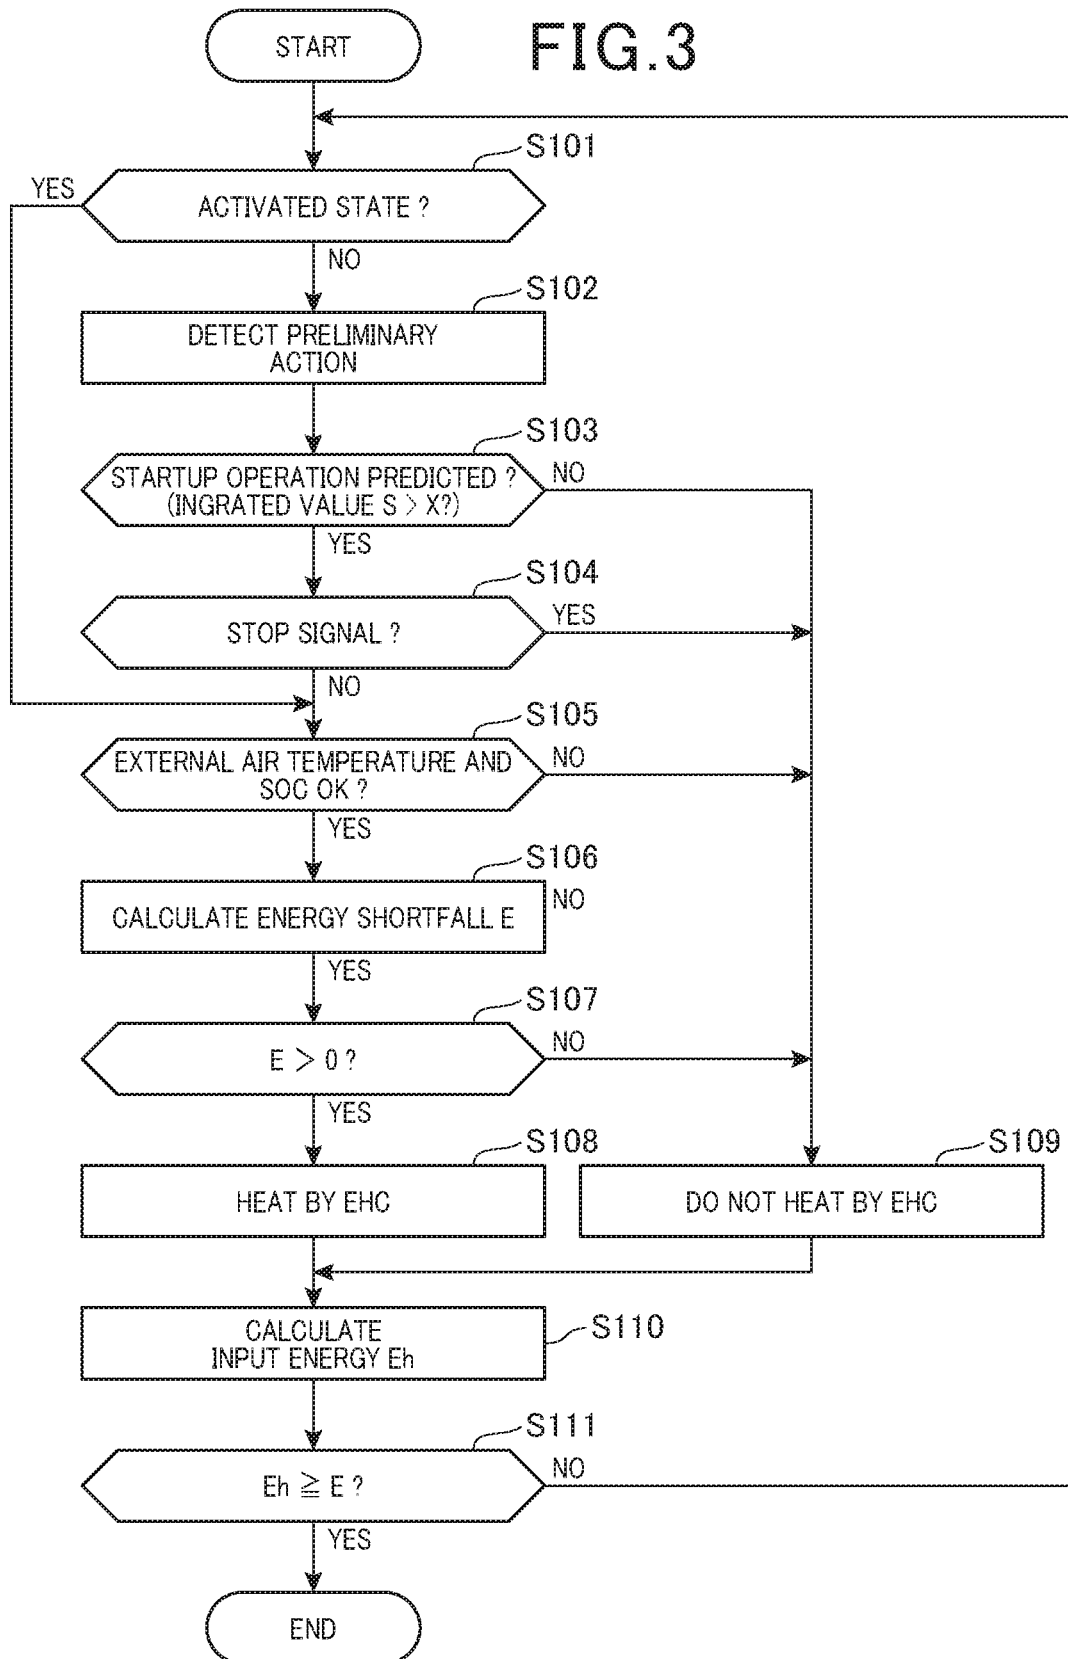 FIG.3
START
S101
YES
ACTIVATED STATE ?
NO
S102
DETECT PRELIMINARY
ACTION
S103
STARTUP OPERATION PREDICTED ?
(INGRATED VALUE S > X?)
NO
YES
S104
STOP SIGNAL ?
YES
NO
S105
EXTERNAL AIR TEMPERATURE AND
SOC OK ?
NO
YES
S106
CALCULATE ENERGY SHORTFALL E
NO
YES
S107
E > 0 ?
NO
YES
S108
HEAT BY EHC
S109
DO NOT HEAT BY EHC
S110
CALCULATE
INPUT ENERGY Eh
S111
Eh ≧ E ?
NO
YES
END